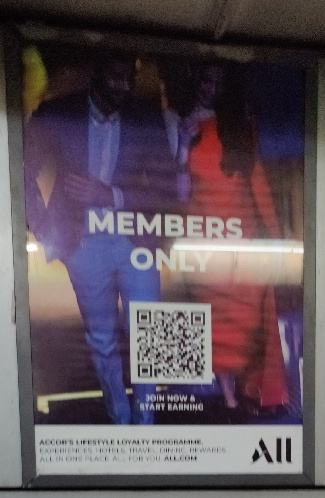 MEMBERS
ONLY
JOIN NOW &
START EARNING
ACCOR'S LIFESTYLE LOYALTY PROGRAMME.
EXPERIENCES. HOTELS. TRAVEL. DINING. REWARDS.
ALL IN ONE PLACE. ALL FOR YOU. ALL.COM
ALL